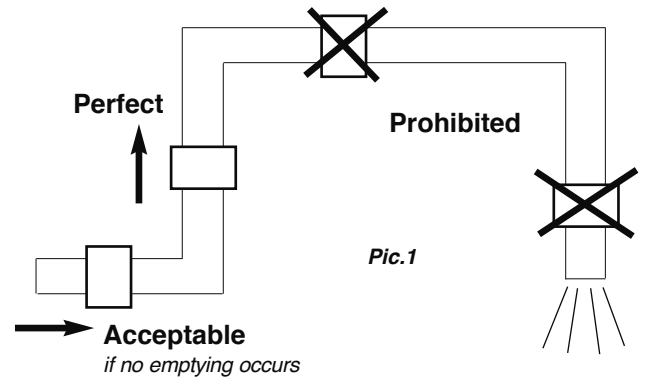 Perfect
Prohibited
Pic.1
Acceptable
if no emptying occurs